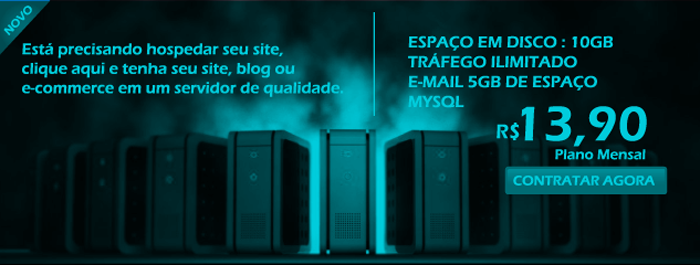 NOVO
Está precisando hospedar seu site,
clique aqui e tenha seu site, blog ou
e-commerce em um servidor de qualidade.
ESPAÇO EM DISCO : 10GB
TRÁFEGO ILIMITADO
E-MAIL 5GB DE ESPAÇO
MYSQL
R$13,90
Plano Mensal
CONTRATAR AGORA